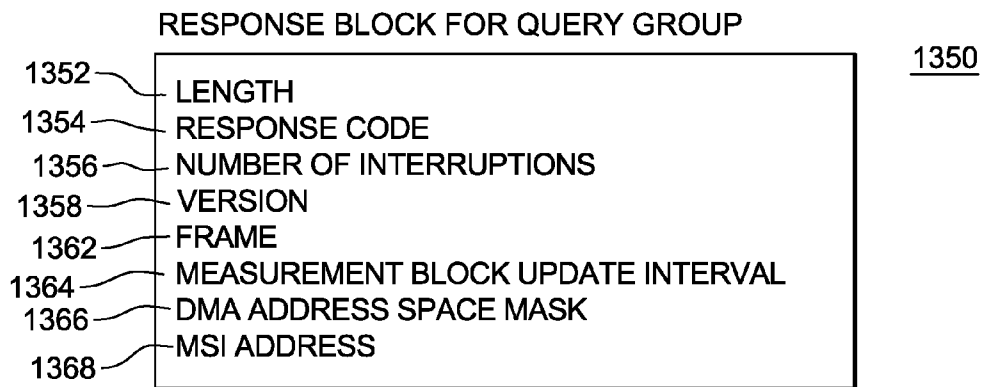 RESPONSE BLOCK FOR QUERY GROUP
1350
1352 LENGTH
1354 RESPONSE CODE
1356 NUMBER OF INTERRUPTIONS
1358 VERSION
1362 FRAME
1364 MEASUREMENT BLOCK UPDATE INTERVAL
1366 DMA ADDRESS SPACE MASK
1368 MSI ADDRESS